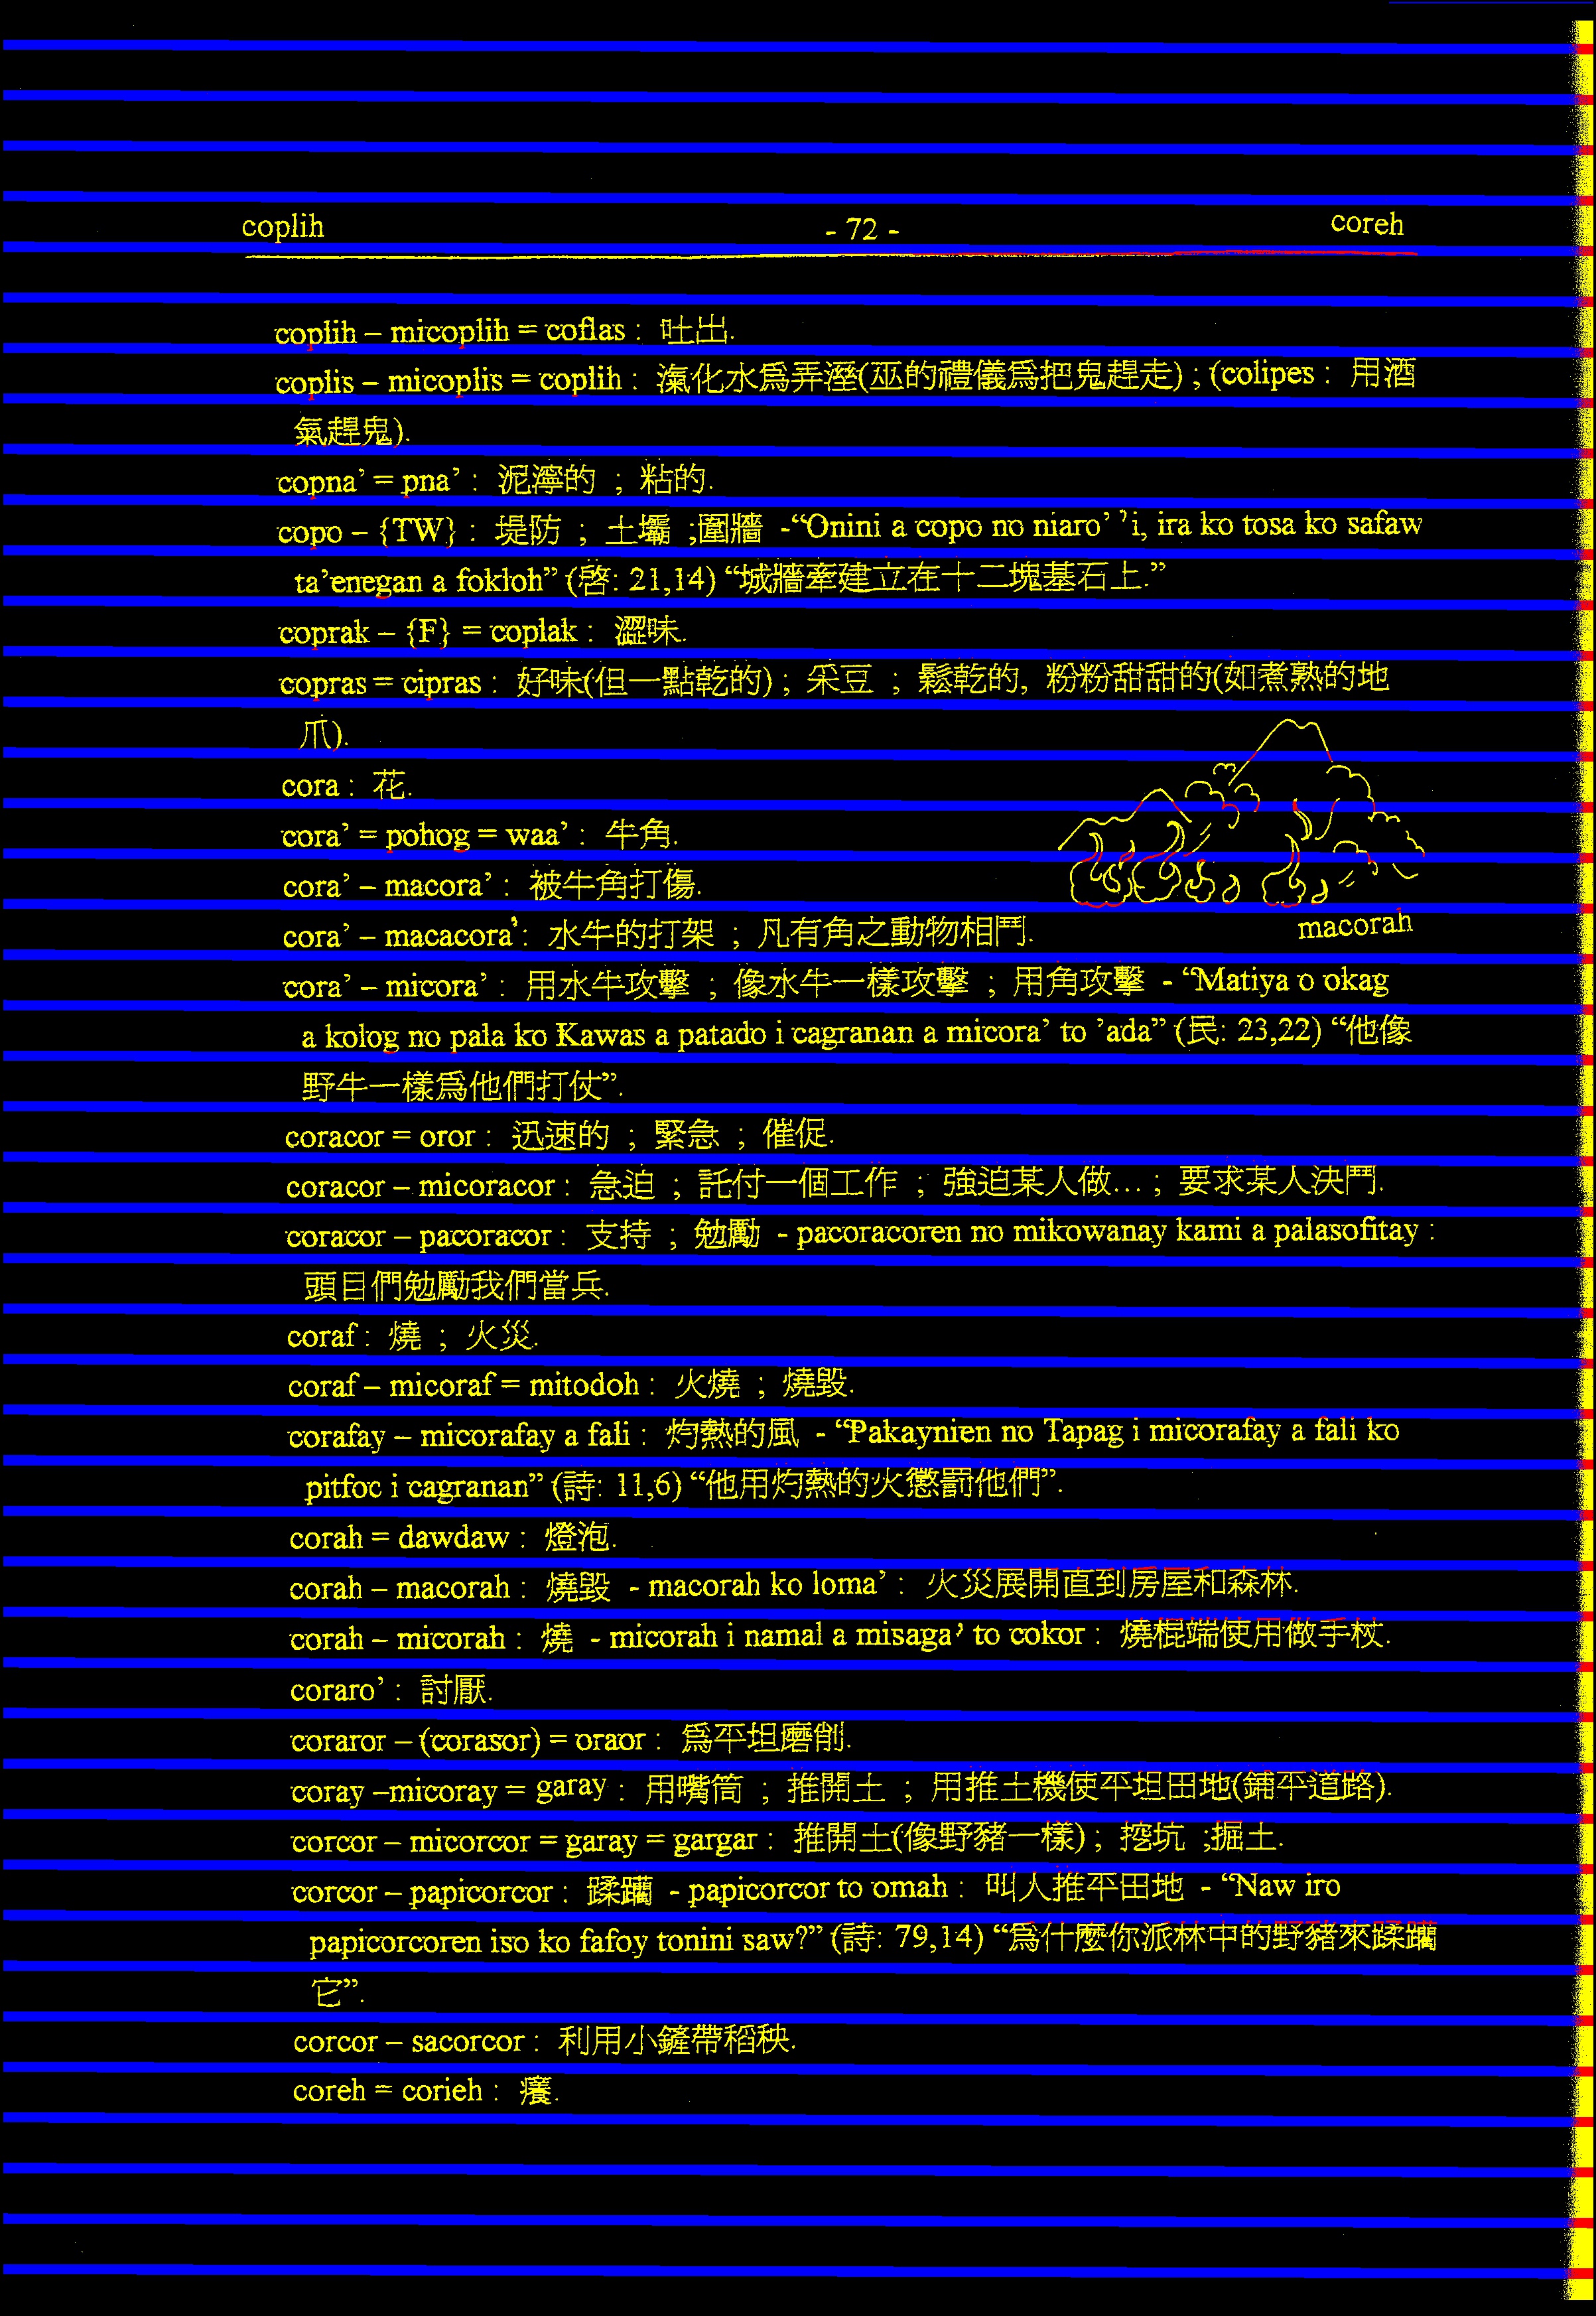 coplih - 72 - coreh
coplih – micoplih = coflas : 吐出.
coplis – micoplis = coplih : 滊化水爲弄溼(巫的禮儀爲把鬼趕走) ; (colipes : 用酒
氣趕鬼).
copna’ = pna’ : 泥濘的 ; 粘的.
copo – {TW} : 堤防 ; 土壩 ;圍牆 -“Onini a copo no niaro’ ’i, ira ko tosa ko safaw
ta’enegan a fokloh” (啓: 21,14) “城牆牽建立在十二塊基石上.”
coprak – {F} = coplak : 澀味.
copras = cipras : 好味(但一點乾的) ; 采豆 ; 鬆乾的, 粉粉甜甜的(如煮熟的地
爪).
cora : 花.
cora’ = pohog = waa’ : 牛角.
cora’ – macora’ : 被牛角打傷.
cora’ – macacora’: 水牛的打架 ; 凡有角之動物相鬥.
macorah
cora’ – micora’ : 用水牛攻擊 ; 像水牛一樣攻擊 ; 用角攻擊 - “Matiya o okag
a kolog no pala ko Kawas a patado i cagranan a micora’ to ’ada” (民: 23,22) “他像
野牛一樣爲他們打仗”.
coracor = oror : 迅速的 ; 緊急 ; 催促.
coracor – micoracor : 急迫 ; 託付一個工作 ; 強迫某人做… ; 要求某人決鬥.
coracor – pacoracor : 支持 ; 勉勵 - pacoracoren no mikowanay kami a palasofitay :
頭目們勉勵我們當兵.
coraf : 燒 ; 火災.
coraf – micoraf = mitodoh : 火燒 ; 燒毀.
corafay – micorafay a fali : 灼熱的風 - “Pakaynien no Tapag i micorafay a fali ko
pitfoc i cagranan” (詩: 11,6) “他用灼熱的火懲罰他們”.
corah = dawdaw : 燈泡.
corah – macorah : 燒毀 - macorah ko loma’ : 火災展開直到房屋和森林.
corah – micorah : 燒 - micorah i namal a misaga’ to cokor : 燒棍端使用做手杖.
coraro’ : 討厭.
coraror – (corasor) = oraor : 爲平坦磨削.
coray –micoray = garay : 用嘴筒 ; 推開土 ; 用推土機使平坦田地(鋪平道路).
corcor – micorcor = garay = gargar : 推開土(像野豬一樣) ; 挖坑 ;掘土.
corcor – papicorcor : 蹂躪 - papicorcor to omah : 叫人推平田地 - “Naw iro
papicorcoren iso ko fafoy tonini saw?” (詩: 79,14) “爲什麼你派林中的野豬來蹂躪
它”.
corcor – sacorcor : 利用小鏟帶稻秧.
coreh = corieh : 癢.